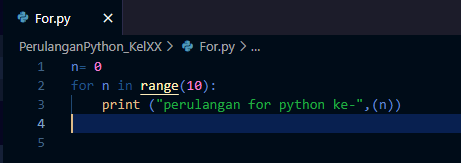 For.py
PerulanganPython_KelXX > For.py > ...
1 n= 0
2 for n in range(10):
3 print ("perulangan for python ke-",(n))
4
5